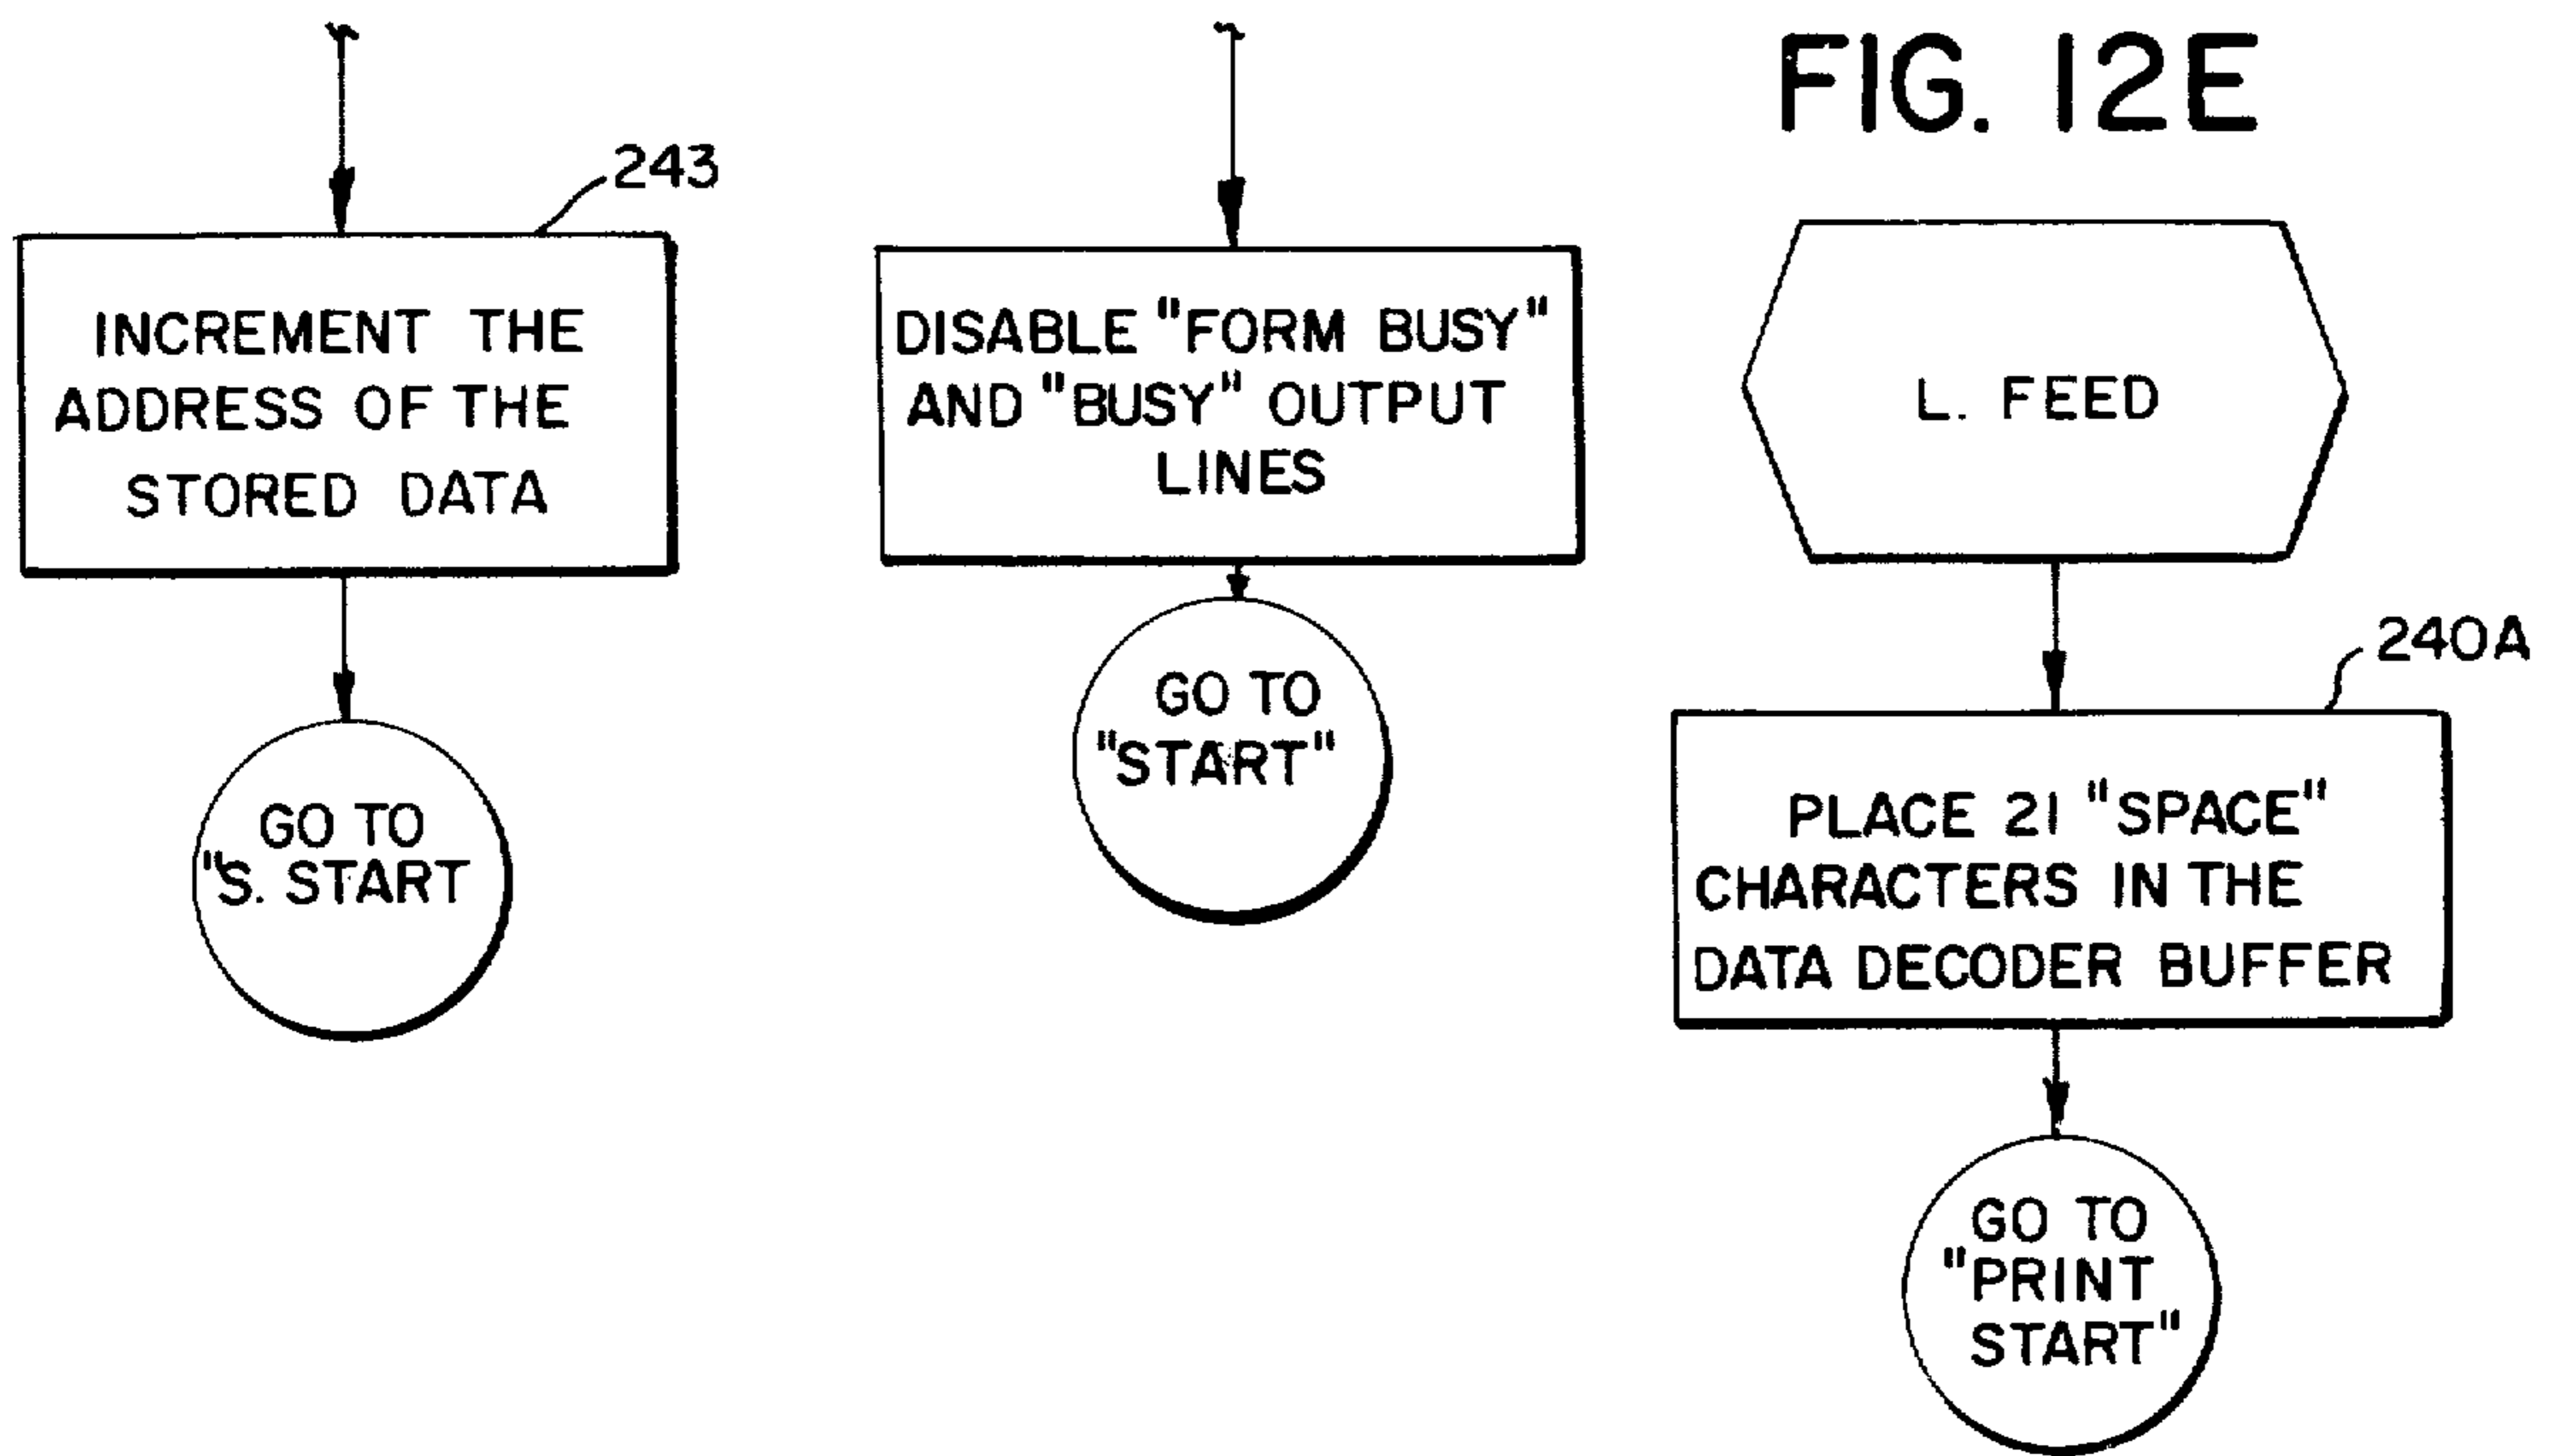 FIG. 12E
243
INCREMENT THE
ADDRESS OF THE
STORED DATA
GO TO
"S. START
DISABLE "FORM BUSY"
AND "BUSY" OUTPUT
LINES
GO TO
"START"
L. FEED
240A
PLACE 21 "SPACE"
CHARACTERS IN THE
DATA DECODER BUFFER
GO TO
"PRINT
START"